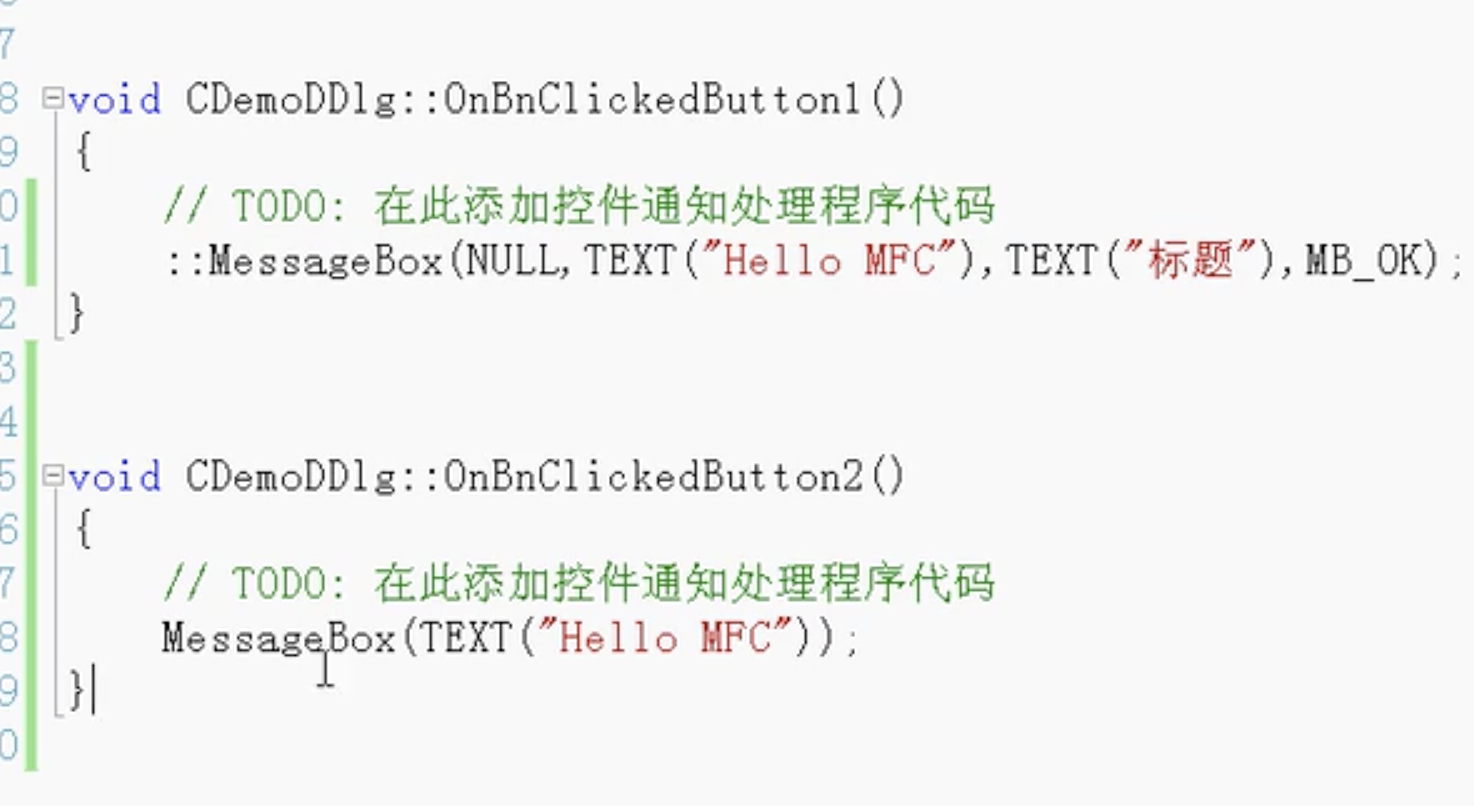 7
8 void CDemoDDlg::OnBnClickedButton1()
9 {
0 // TODO: 在此添加控件通知处理程序代码
1 ::MessageBox(NULL,TEXT("Hello MFC"),TEXT("标题"),MB_OK);
2 }
3
4
5 void CDemoDDlg::OnBnClickedButton2()
6 {
7 // TODO: 在此添加控件通知处理程序代码
8 MessageBox(TEXT("Hello MFC"));
9 }
0